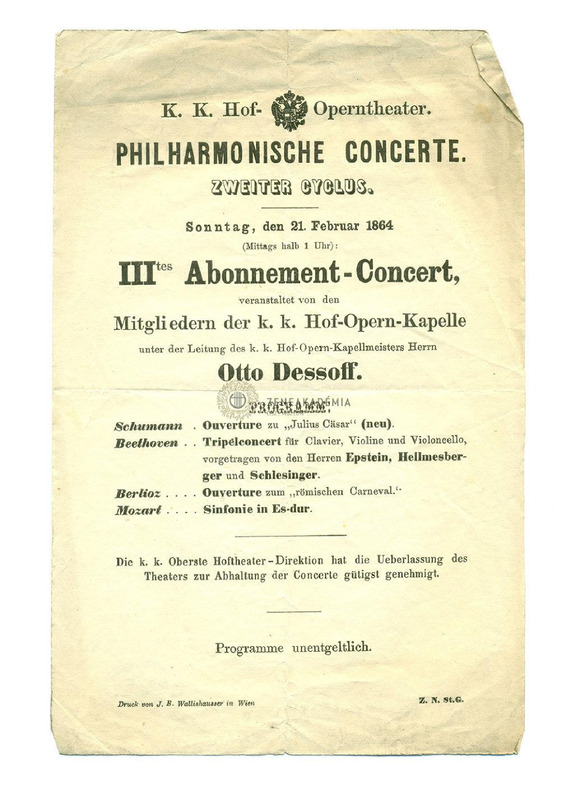 K. K. Hof- Operntheater.
PHILHARMONISCHE CONCERTE.
ZWEITER CYCLUS.
Sonntag, den 21. Februar 1864
(Mittags halb 1 Uhr):
IIItes Abonnement-Concert,
veranstaltet von den
Mitgliedern der k. k. Hof-Opern-Kapelle
unter der Leitung des k. k. Hof-Opern-Kapellmeisters Herrn
Otto Dessoff.
ZENEAKADÉMIA
PROGRAMM:
Schumann . Ouverture zu „Julius Cäsar“ (neu).
Beethoven . . Tripelconcert für Clavier, Violine und Violoncello,
vorgetragen von den Herren Epstein, Hellmesber-
ger und Schlesinger.
Berlioz . . . . Ouverture zum „römischen Carneval.“
Mozart . . . . Sinfonie in Es-dur.
Die k. k. Oberste Hoftheater-Direktion hat die Ueberlassung des
Theaters zur Abhaltung der Concerte gütigst genehmigt.
Programme unentgeltlich.
Druck von J. B. Wallishausser in Wien
Z. N. St.G.